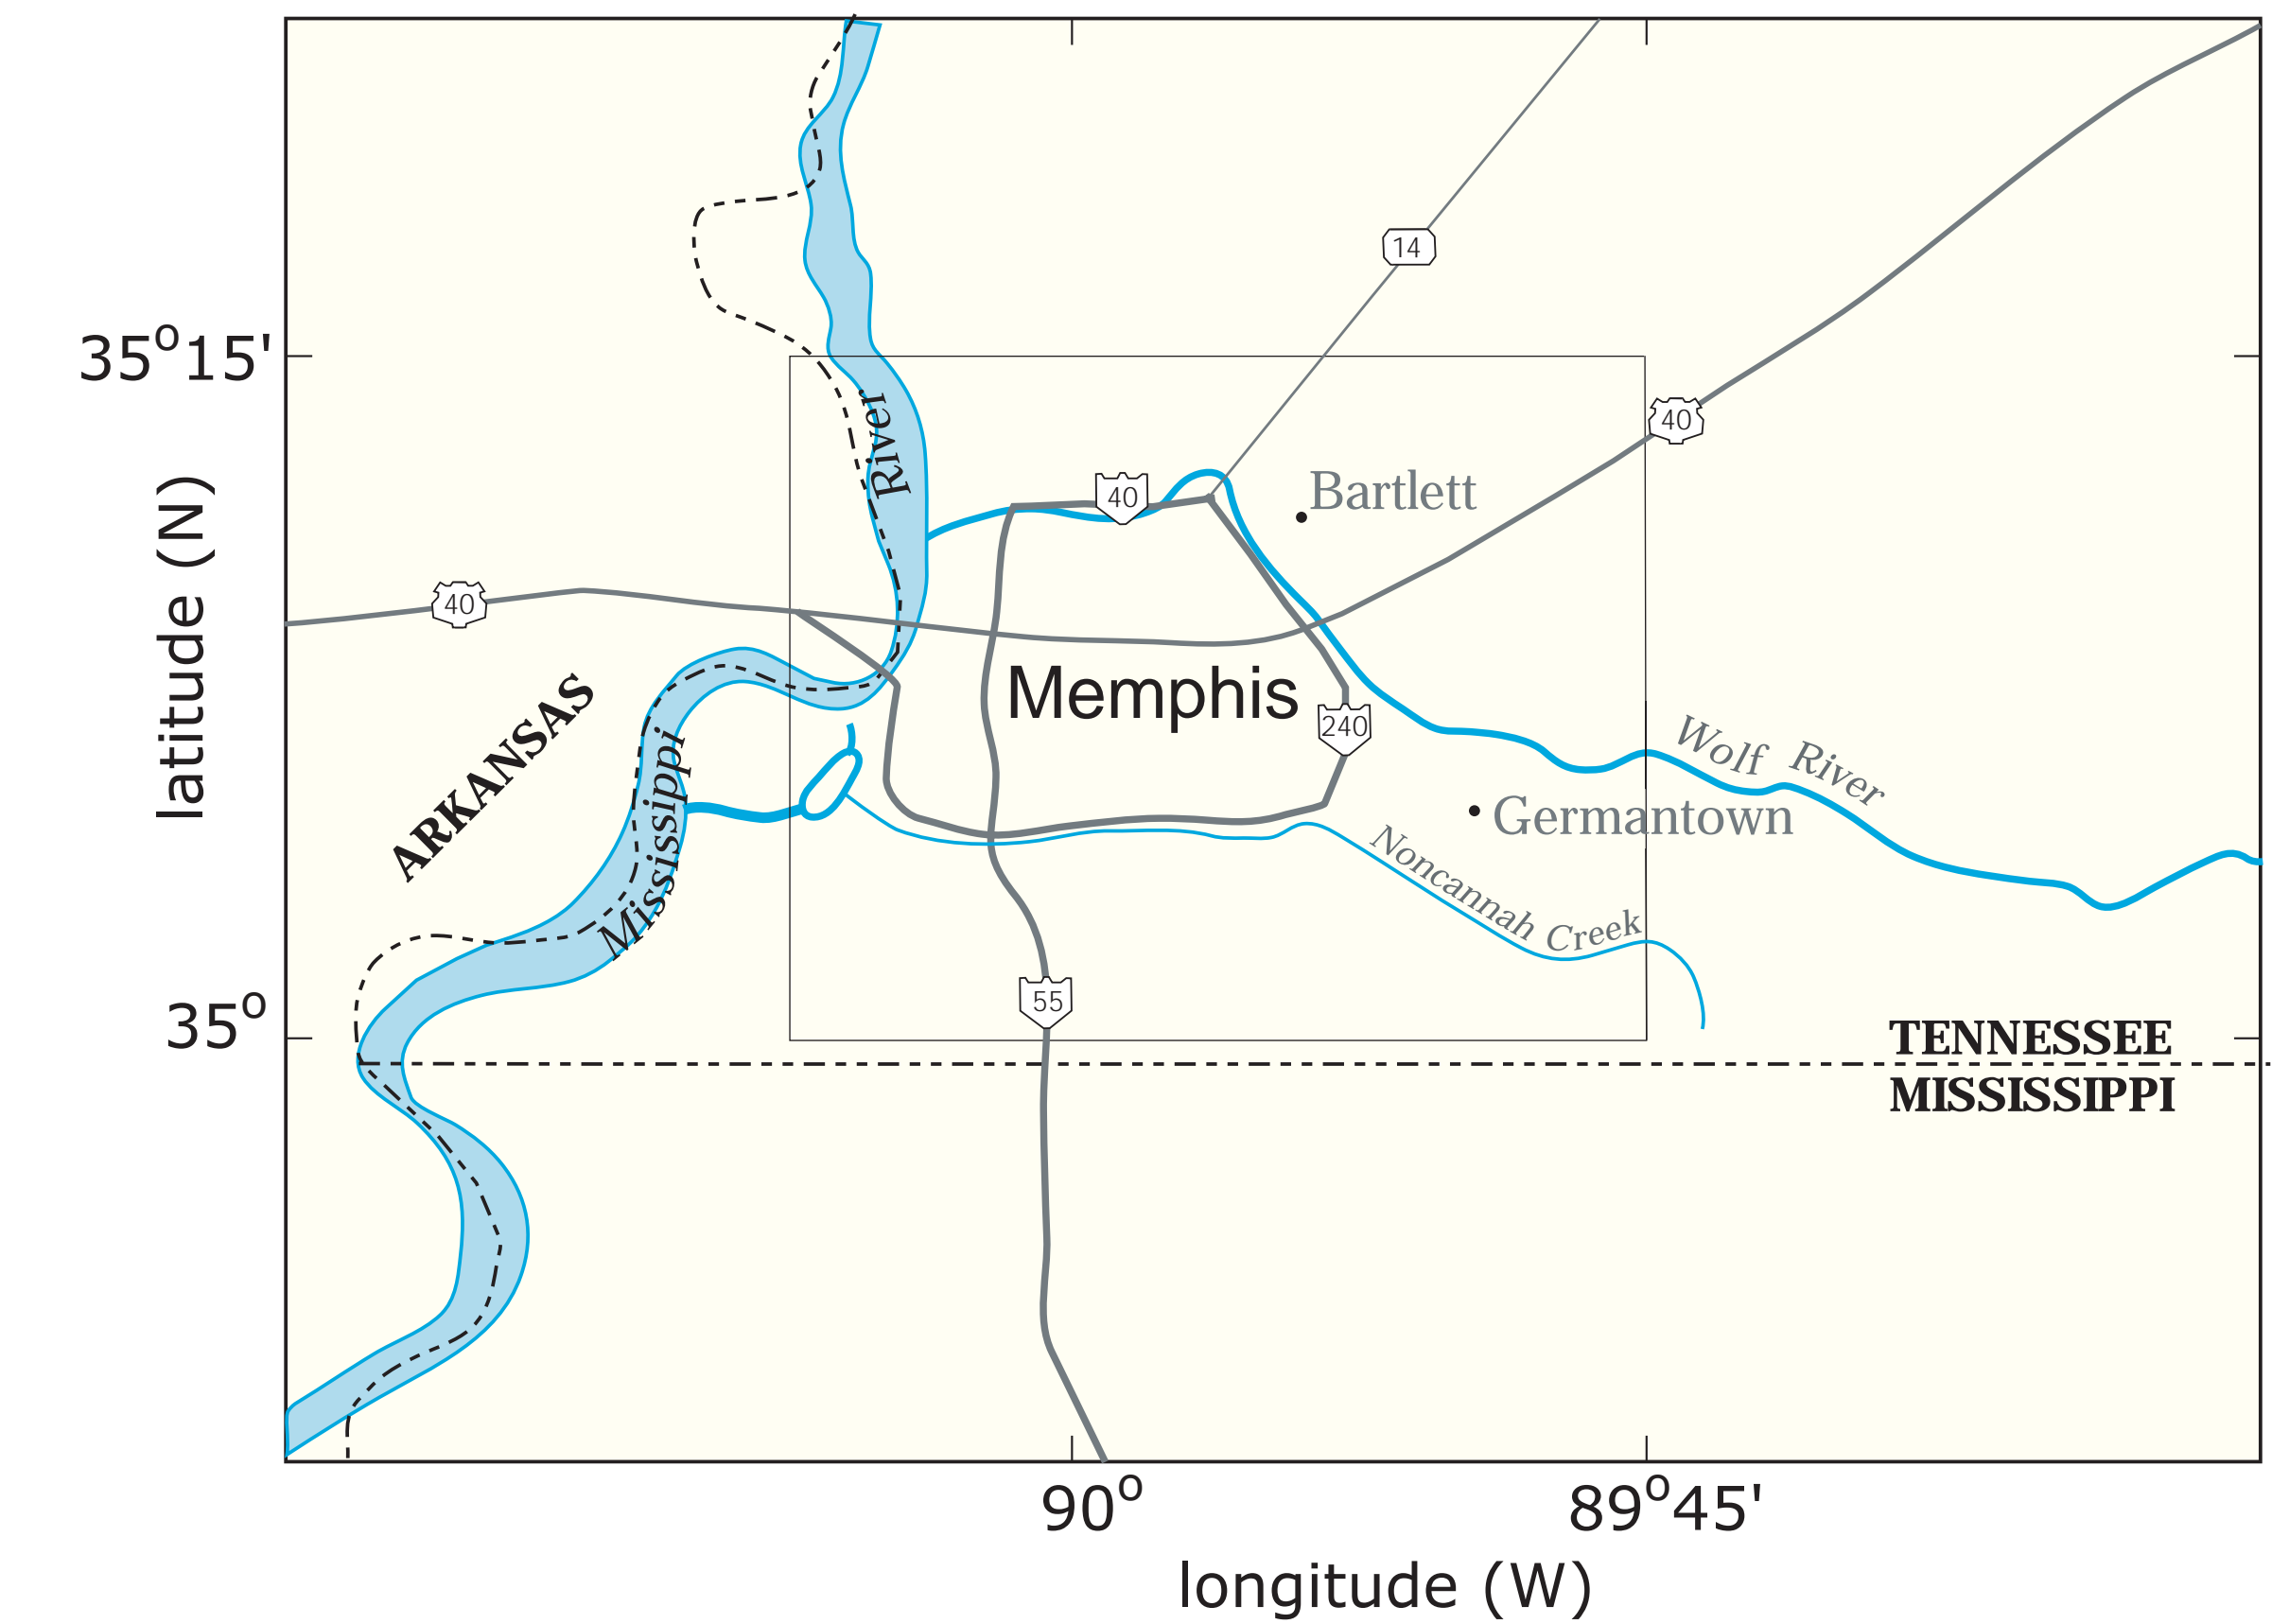 14
35°15'
40
River
40
Bartlett
40
latitude (N)
Memphis
240
ARKANSAS
Mississippi
Wolf River
Germantown
Noncannah Creek
55
35°
TENNESSEE
MISSISSIPPI
90°
89°45'
longitude (W)